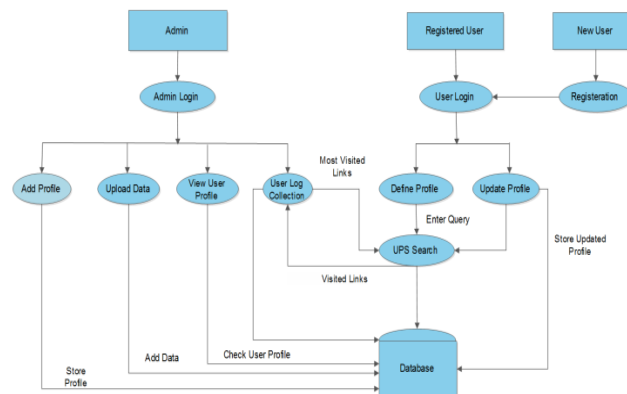 Admin
Registered User
New User
Admin Login
User Login
Registeration
Most Visited
Links
Add Profile
Upload Data
View User
Profile
User Log
Collection
Define Profile
Update Profile
Enter Query
UPS Search
Store Updated
Profile
Visited Links
Store
Profile
Add Data
Check User Profile
Database